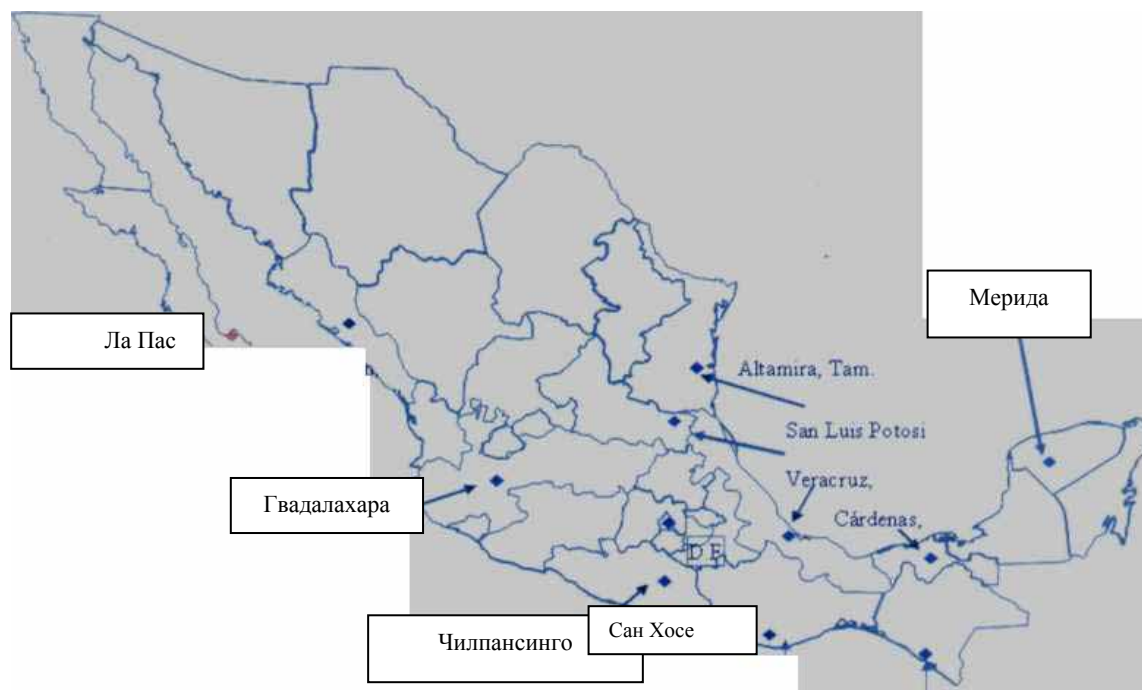 Мерида
Ла Пас
Altamira, Tam.
San Luis Potosi
Veracruz,
Гвадалахара
Cárdenas,
D F
Чилпансинго
Сан Хосе